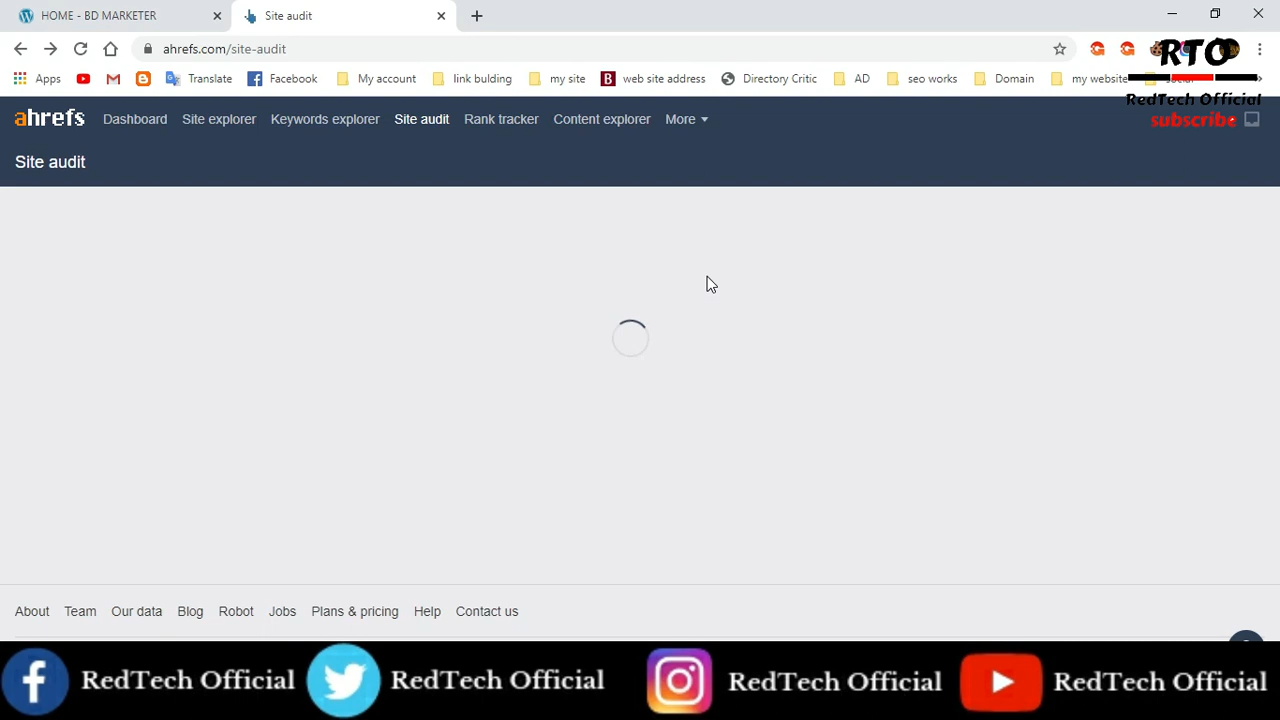 HOME - BD MARKETER
Site audit
ahrefs.com/site-audit
Apps Translate Facebook My account link bulding my site B web site address Directory Critic AD seo works Domain my website
RTO
RedTech Official
subscribe
ahrefs Dashboard Site explorer Keywords explorer Site audit Rank tracker Content explorer More
Site audit
About Team Our data Blog Robot Jobs Plans & pricing Help Contact us
RedTech Official RedTech Official RedTech Official RedTech Official